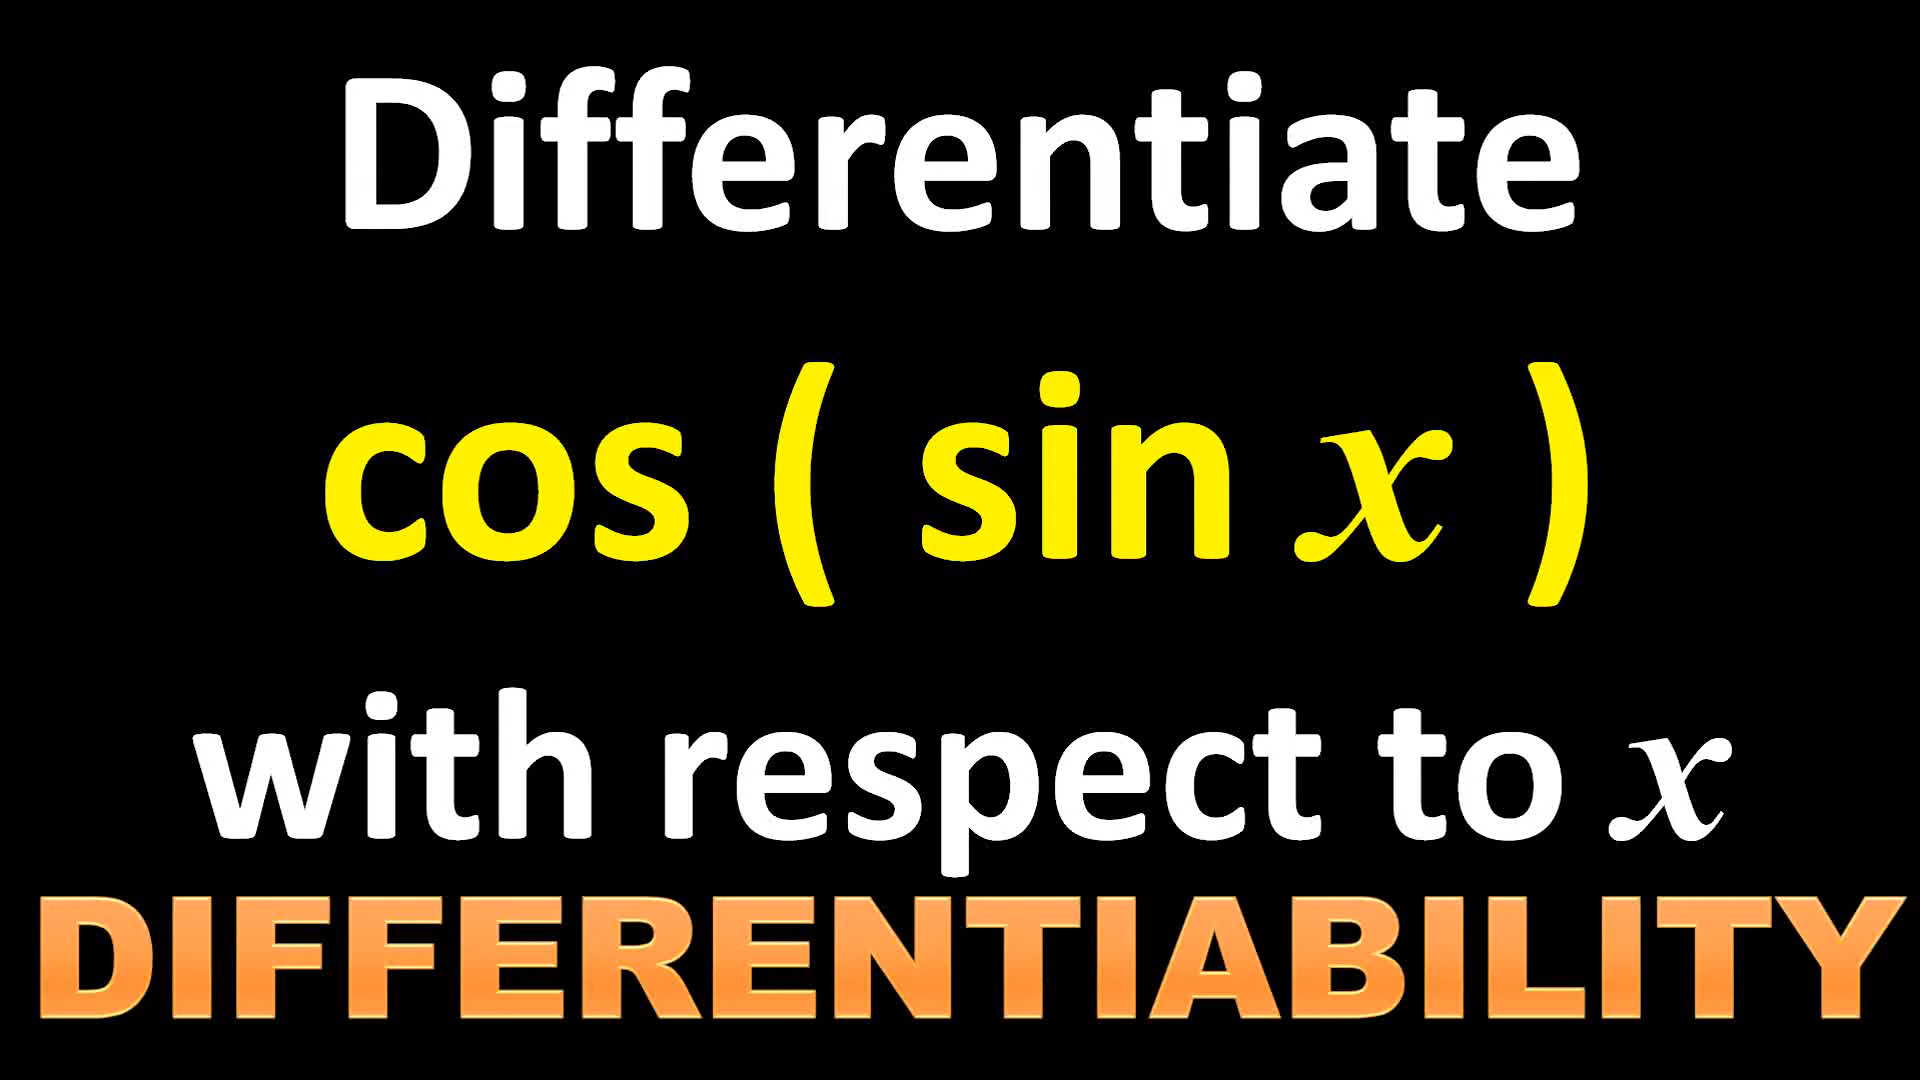 Differentiate
cos ( sin x )
with respect to x
DIFFERENTIABILITY